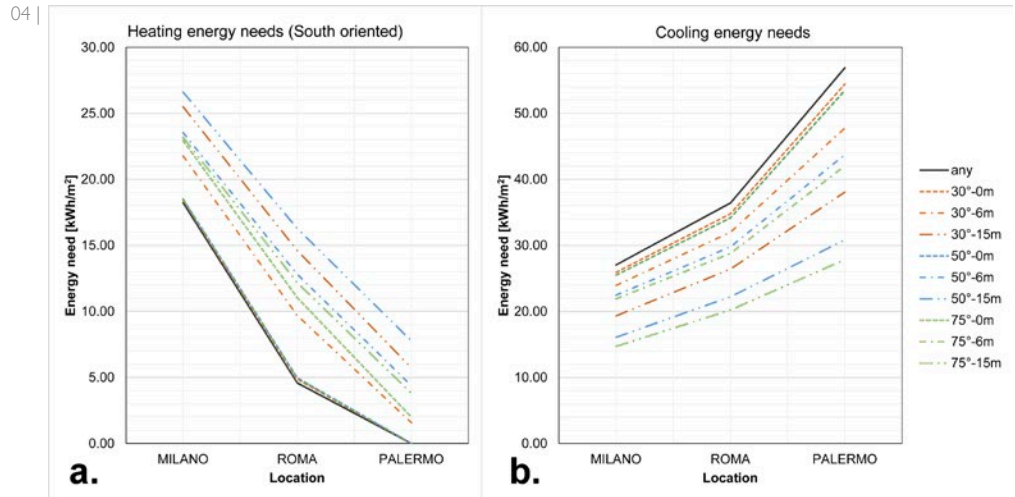 04 |
Heating energy needs (South oriented)
30.00
25.00
20.00
15.00
10.00
5.00
0.00
Energy need [kWh/m²]
MILANO ROMA PALERMO
Location
a.
Cooling energy needs
60.00
50.00
40.00
30.00
20.00
10.00
0.00
Energy need [kWh/m²]
MILANO ROMA PALERMO
Location
b.
any
30°-0m
30°-6m
30°-15m
50°-0m
50°-6m
50°-15m
75°-0m
75°-6m
75°-15m